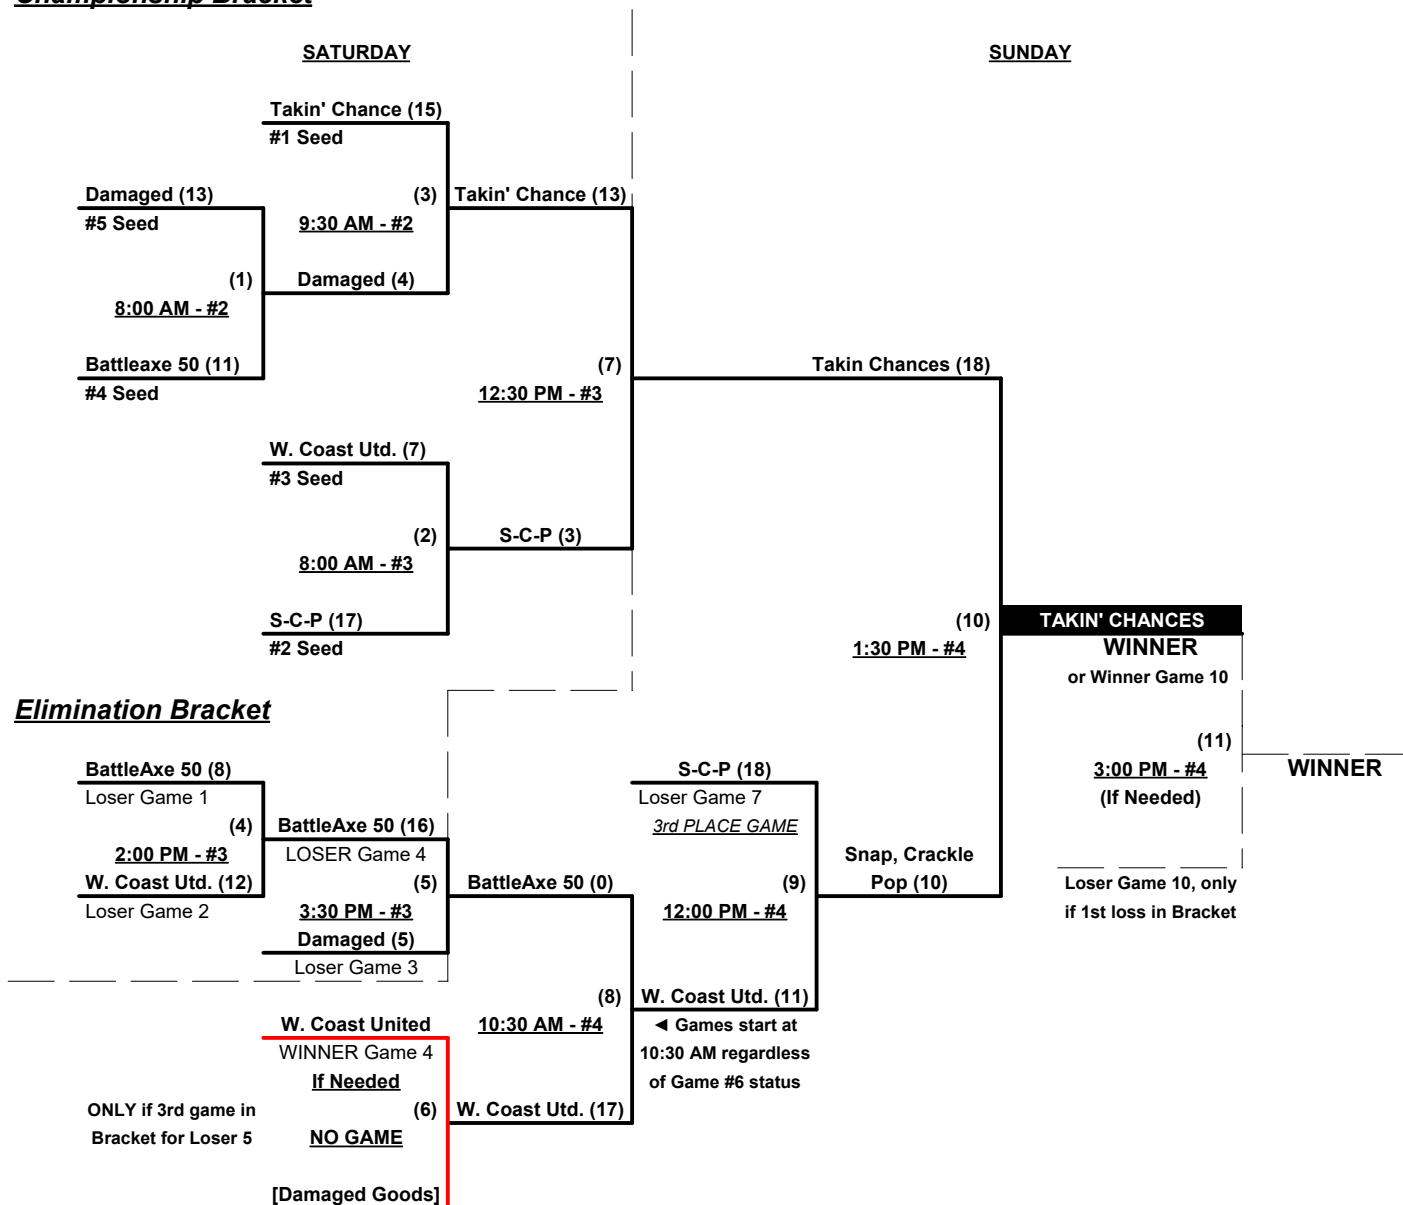 Championship Bracket
SATURDAY
SUNDAY
Takin' Chance (15)
#1 Seed
Damaged (13)
#5 Seed
(3)
9:30 AM - #2
Takin' Chance (13)
(1)
8:00 AM - #2
Damaged (4)
Battleaxe 50 (11)
#4 Seed
(7)
12:30 PM - #3
Takin Chances (18)
W. Coast Utd. (7)
#3 Seed
(2)
8:00 AM - #3
S-C-P (3)
S-C-P (17)
#2 Seed
(10)
1:30 PM - #4
TAKIN' CHANCES
WINNER
or Winner Game 10
(11)
3:00 PM - #4
(If Needed)
WINNER
Loser Game 10, only
if 1st loss in Bracket
Elimination Bracket
BattleAxe 50 (8)
Loser Game 1
(4)
2:00 PM - #3
W. Coast Utd. (12)
Loser Game 2
BattleAxe 50 (16)
LOSER Game 4
(5)
3:30 PM - #3
Damaged (5)
Loser Game 3
BattleAxe 50 (0)
S-C-P (18)
Loser Game 7
3rd PLACE GAME
(9)
12:00 PM - #4
Snap, Crackle
Pop (10)
(8)
10:30 AM - #4
W. Coast Utd. (11)
◄ Games start at
10:30 AM regardless
of Game #6 status
W. Coast United
WINNER Game 4
If Needed
(6)
NO GAME
W. Coast Utd. (17)
ONLY if 3rd game in
Bracket for Loser 5
[Damaged Goods]